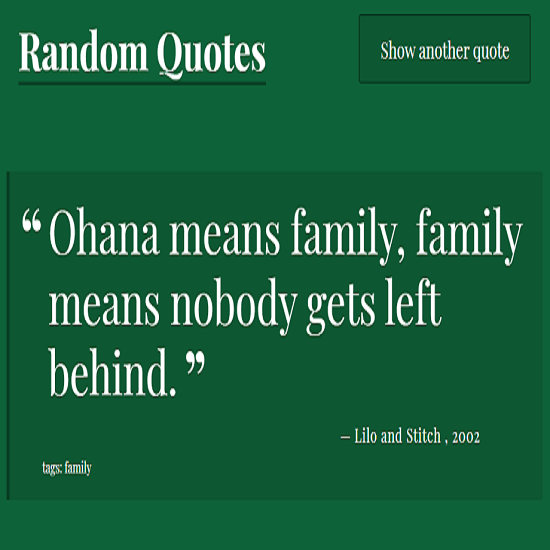 Random Quotes
Show another quote
“ Ohana means family, family
means nobody gets left
behind. ”
– Lilo and Stitch , 2002
tags: family